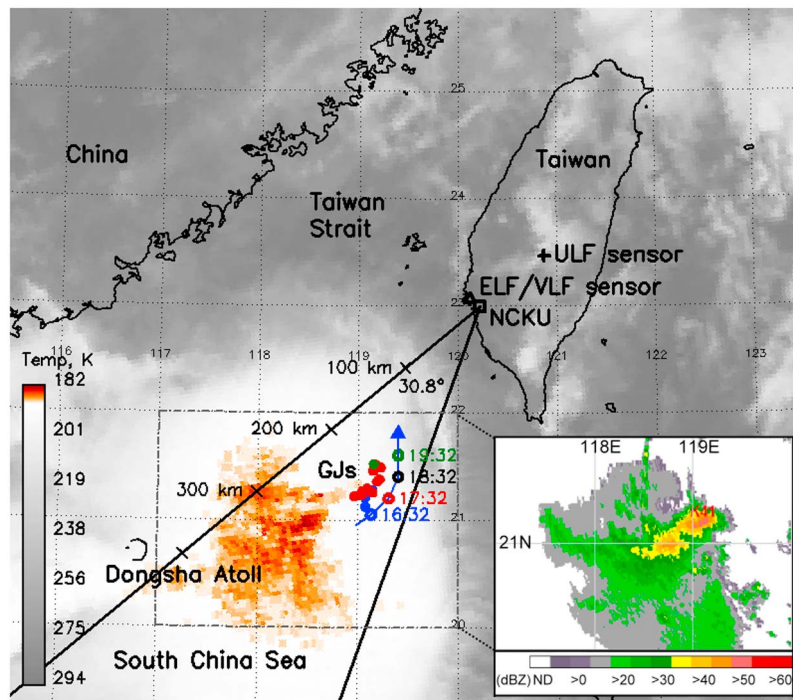 China
Taiwan
Taiwan
Strait
+ULF sensor
ELF/VLF sensor
NCKU
25
24
23
22
21
20
116
117
118
119
120
121
122
123
Temp, K
182
201
219
238
256
275
294
100 km
30.8°
200 km
300 km
GJs
19:32
18:32
17:32
16:32
Dongsha Atoll
South China Sea
118E
119E
21N
(dBZ) ND >0 >20 >30 >40 >50 >60